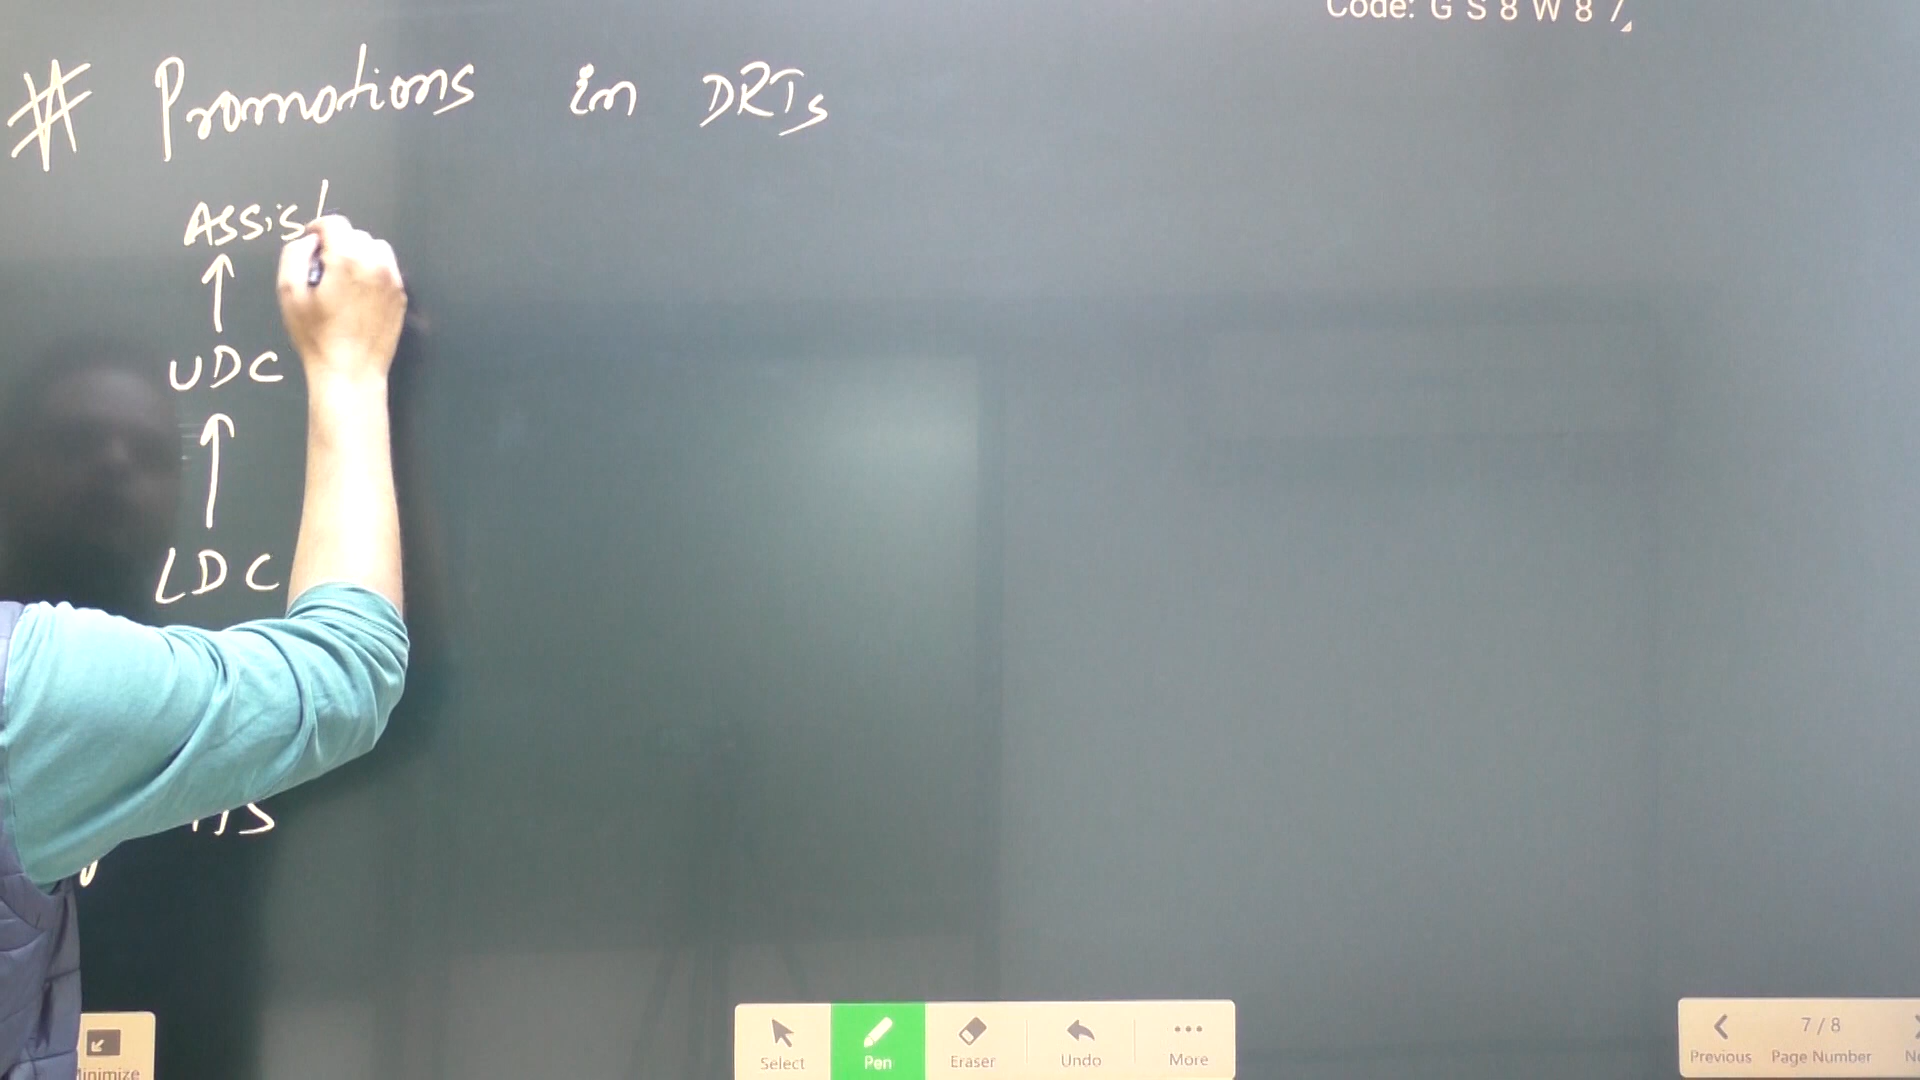 Code: G S 8 W 8 7
# Promotions in DRTs
Assist
↑
UDC
↑
LDC
Select
Pen
Eraser
Undo
More
Previous
7 / 8
Page Number